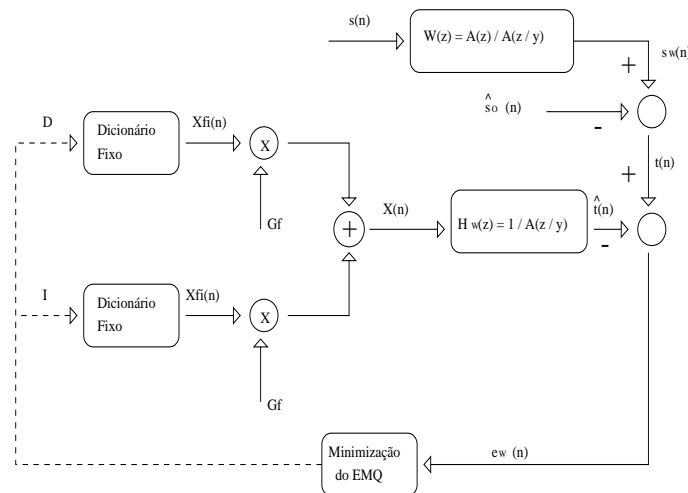 s(n)
W(z) = A(z) / A(z / y)
sw(n)
+
^
so (n)
-
t(n)
+
D
Dicionário
Fixo
Xfi(n)
X
Gf
+
X(n)
H w(z) = 1 / A(z / y)
^
t(n)
-
I
Dicionário
Fixo
Xfi(n)
X
Gf
Minimização
do EMQ
ew (n)